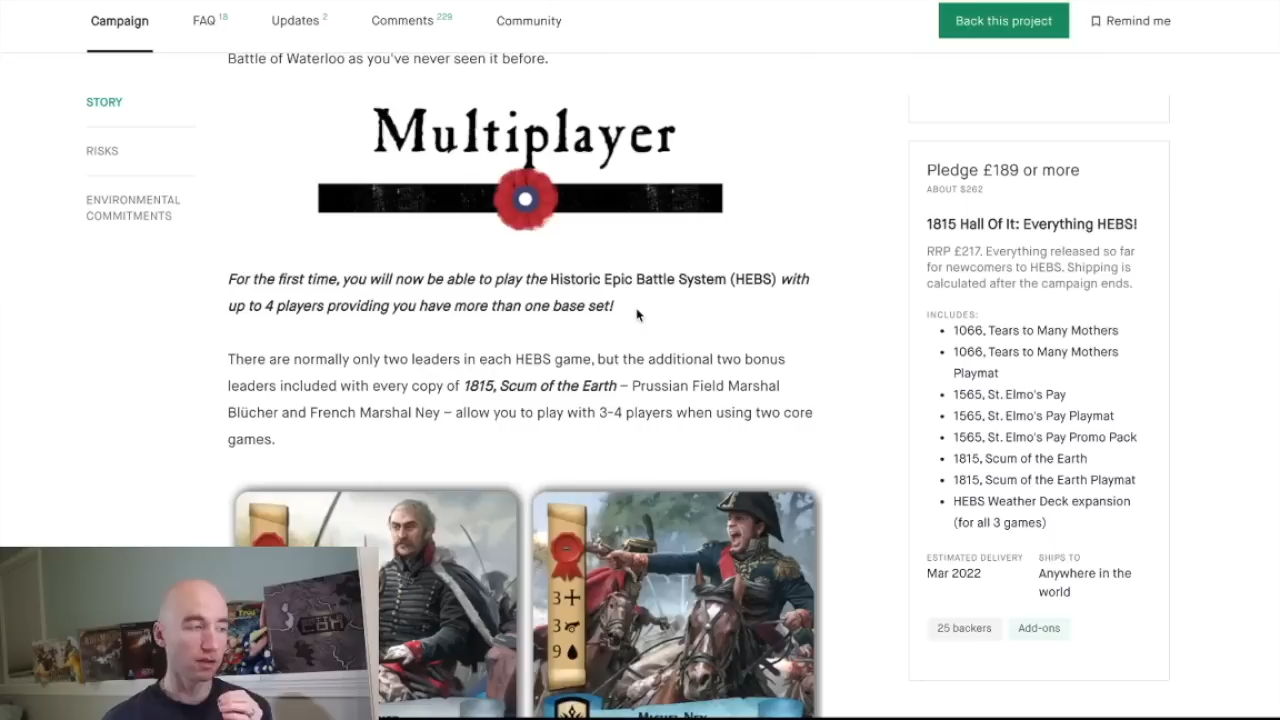 Campaign
FAQ 18
Updates 2
Comments 229
Community
Back this project
Remind me
Battle of Waterloo as you've never seen it before.
STORY
RISKS
ENVIRONMENTAL
COMMITMENTS
Multiplayer
For the first time, you will now be able to play the Historic Epic Battle System (HEBS) with
up to 4 players providing you have more than one base set!
There are normally only two leaders in each HEBS game, but the additional two bonus
leaders included with every copy of 1815, Scum of the Earth – Prussian Field Marshal
Blücher and French Marshal Ney – allow you to play with 3-4 players when using two core
games.
3
3
9
Pledge £189 or more
ABOUT $262
1815 Hall Of It: Everything HEBS!
RRP £217. Everything released so far
for newcomers to HEBS. Shipping is
calculated after the campaign ends.
INCLUDES:
• 1066, Tears to Many Mothers
• 1066, Tears to Many Mothers
Playmat
• 1565, St. Elmo's Pay
• 1565, St. Elmo's Pay Playmat
• 1565, St. Elmo's Pay Promo Pack
• 1815, Scum of the Earth
• 1815, Scum of the Earth Playmat
• HEBS Weather Deck expansion
(for all 3 games)
ESTIMATED DELIVERY
Mar 2022
SHIPS TO
Anywhere in the
world
25 backers
Add-ons